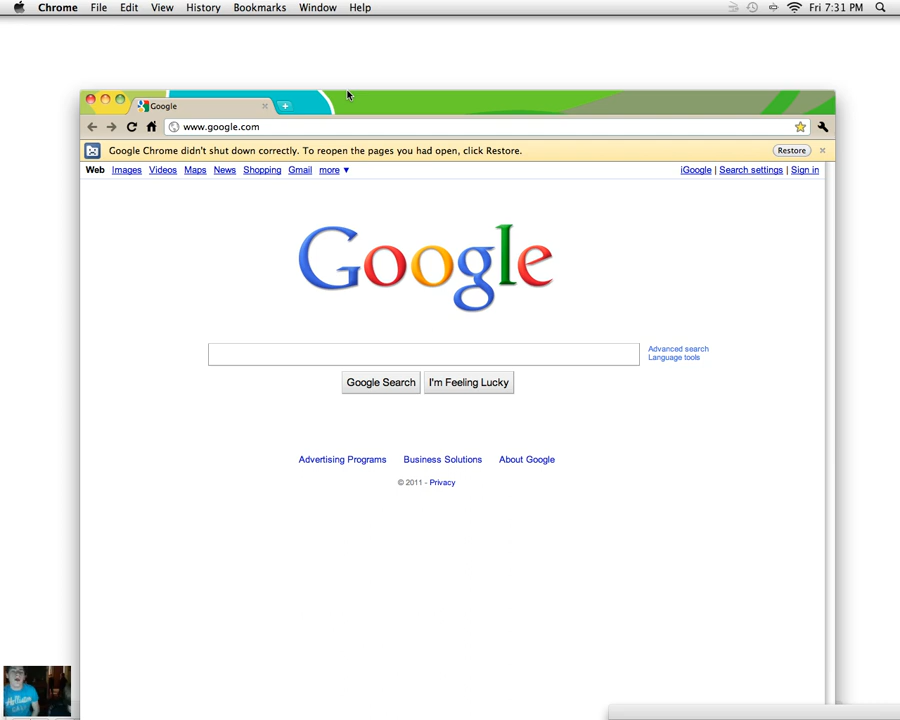 Chrome File Edit View History Bookmarks Window Help Fri 7:31 PM
Google
www.google.com
Google Chrome didn't shut down correctly. To reopen the pages you had open, click Restore. Restore
Web Images Videos Maps News Shopping Gmail more ▼ iGoogle | Search settings | Sign in
Google
Advanced search
Language tools
Google Search I'm Feeling Lucky
Advertising Programs Business Solutions About Google
© 2011 - Privacy
Hollister